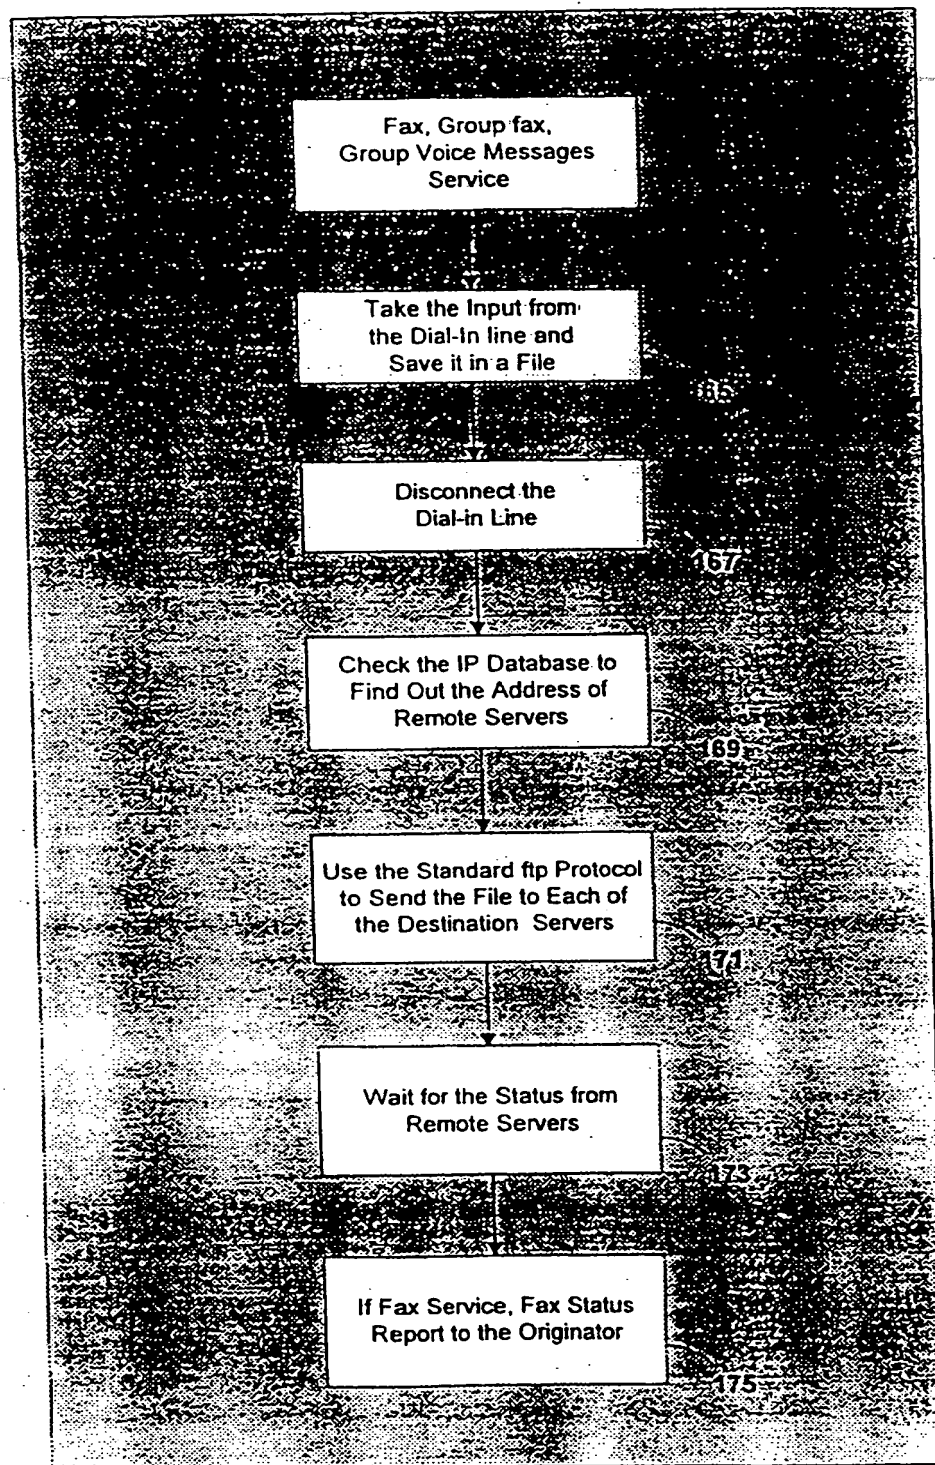 Fax, Group fax,
Group Voice Messages
Service
Take the Input from
the Dial-In line and
Save it in a File
165
Disconnect the
Dial-in Line
167
Check the IP Database to
Find Out the Address of
Remote Servers
169
Use the Standard ftp Protocol
to Send the File to Each of
the Destination Servers
171
Wait for the Status from
Remote Servers
173
If Fax Service, Fax Status
Report to the Originator
175